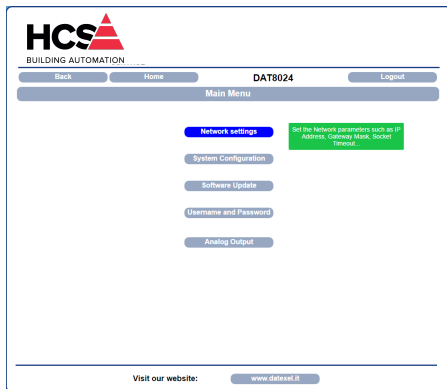 HCS
BUILDING AUTOMATION
Back Home DAT8024 Logout
Main Menu
Network settings
Set the Network parameters such as IP
Address, Gateway Mask, Socket
Timeout...
System Configuration
Software Update
Username and Password
Analog Output
Visit our website: www.datexel.it